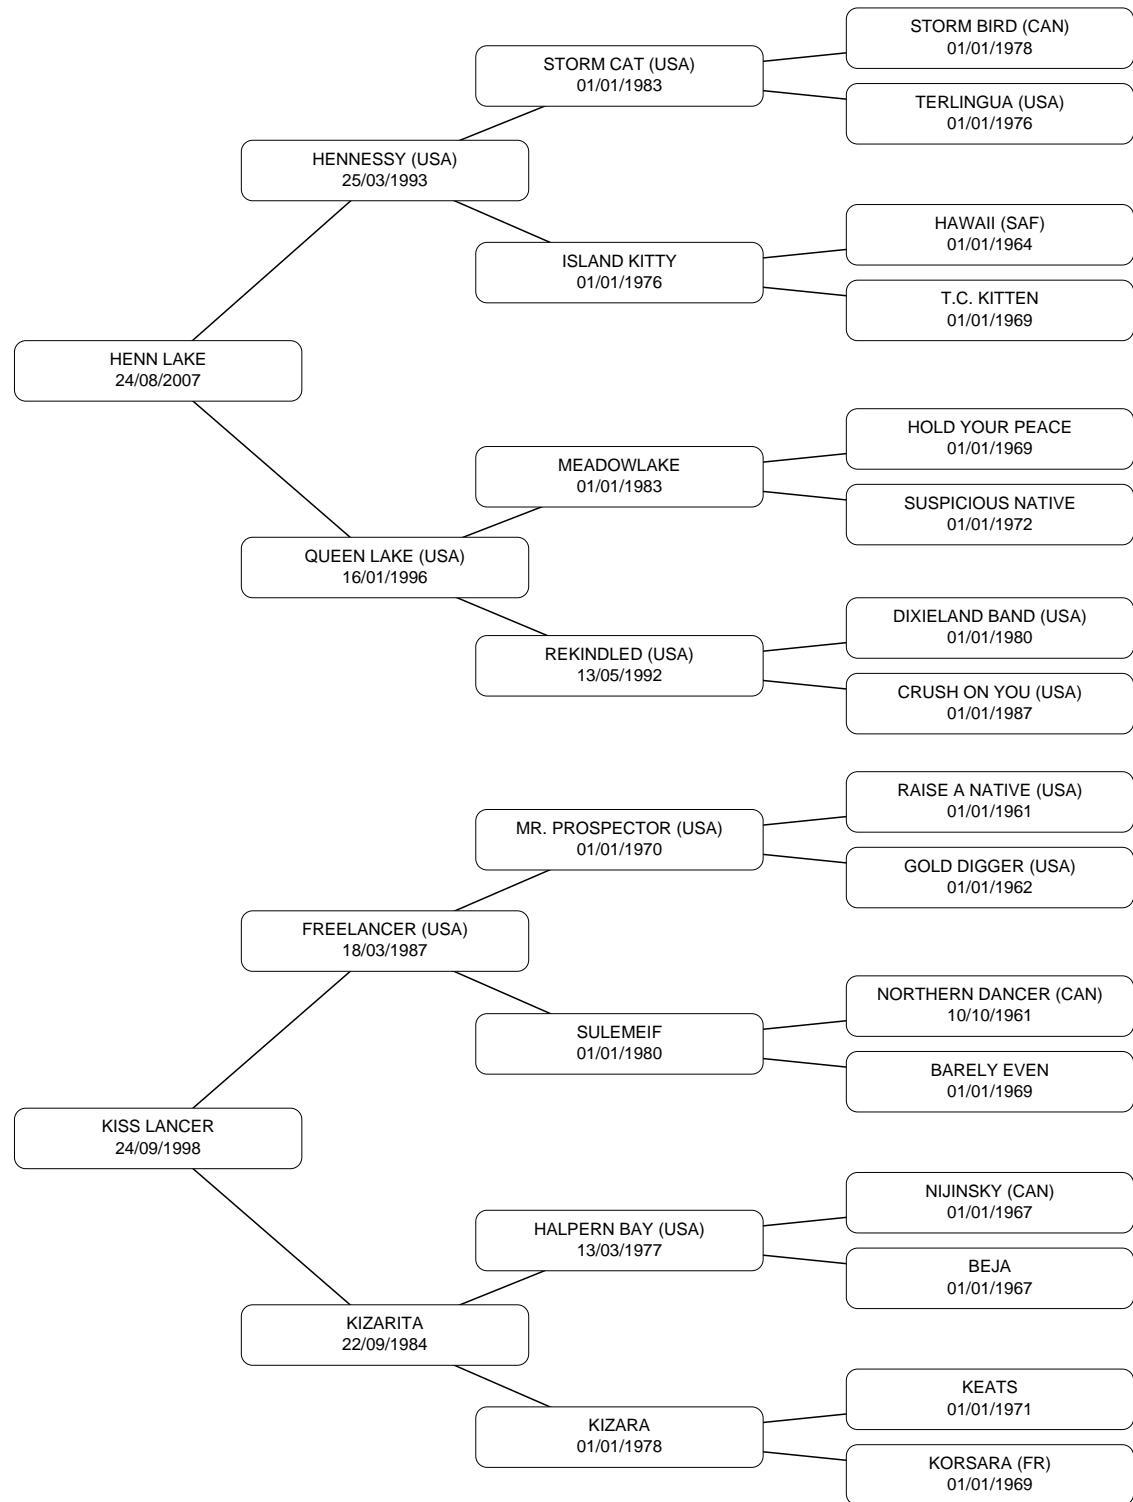 STORM BIRD (CAN)
01/01/1978
STORM CAT (USA)
01/01/1983
TERLINGUA (USA)
01/01/1976
HENNESSY (USA)
25/03/1993
HAWAII (SAF)
01/01/1964
ISLAND KITTY
01/01/1976
T.C. KITTEN
01/01/1969
HENN LAKE
24/08/2007
HOLD YOUR PEACE
01/01/1969
MEADOWLAKE
01/01/1983
SUSPICIOUS NATIVE
01/01/1972
QUEEN LAKE (USA)
16/01/1996
DIXIELAND BAND (USA)
01/01/1980
REKINDLED (USA)
13/05/1992
CRUSH ON YOU (USA)
01/01/1987
RAISE A NATIVE (USA)
01/01/1961
MR. PROSPECTOR (USA)
01/01/1970
GOLD DIGGER (USA)
01/01/1962
FREELANCER (USA)
18/03/1987
NORTHERN DANCER (CAN)
10/10/1961
SULEMEIF
01/01/1980
BARELY EVEN
01/01/1969
KISS LANCER
24/09/1998
NIJINSKY (CAN)
01/01/1967
HALPERN BAY (USA)
13/03/1977
BEJA
01/01/1967
KIZARITA
22/09/1984
KEATS
01/01/1971
KIZARA
01/01/1978
KORSARA (FR)
01/01/1969